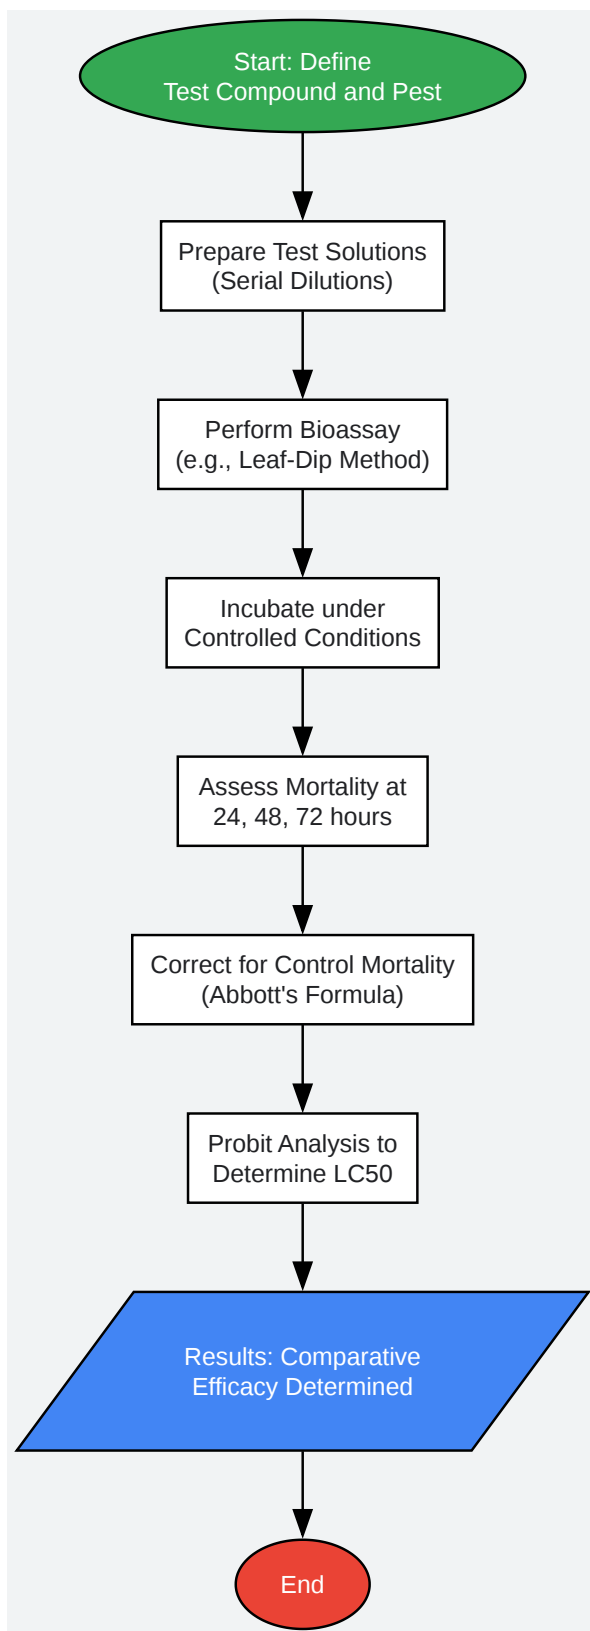 Start: Define
Test Compound and Pest
Prepare Test Solutions
(Serial Dilutions)
Perform Bioassay
(e.g., Leaf-Dip Method)
Incubate under
Controlled Conditions
Assess Mortality at
24, 48, 72 hours
Correct for Control Mortality
(Abbott's Formula)
Probit Analysis to
Determine LC50
Results: Comparative
Efficacy Determined
End